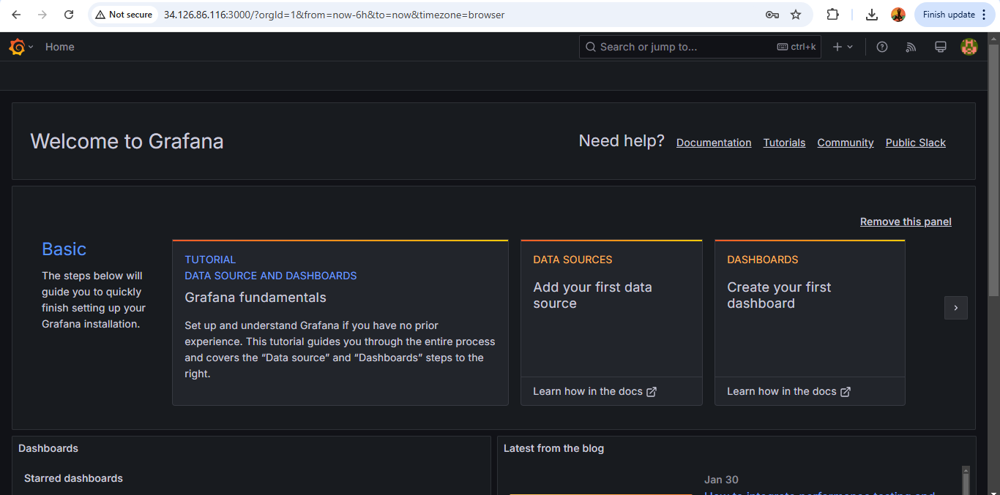 Not secure 34.126.86.116:3000/?orgId=1&from=now-6h&to=now&timezone=browser Finish update
Home Search or jump to... ctrl+k
Welcome to Grafana
Need help? Documentation Tutorials Community Public Slack
Remove this panel
Basic
The steps below will
guide you to quickly
finish setting up your
Grafana installation.
TUTORIAL
DATA SOURCE AND DASHBOARDS
Grafana fundamentals
Set up and understand Grafana if you have no prior
experience. This tutorial guides you through the entire process
and covers the “Data source” and “Dashboards” steps to the
right.
DATA SOURCES
Add your first data
source
Learn how in the docs
DASHBOARDS
Create your first
dashboard
Learn how in the docs
Dashboards
Starred dashboards
Latest from the blog
Jan 30
How to integrate performance testing and